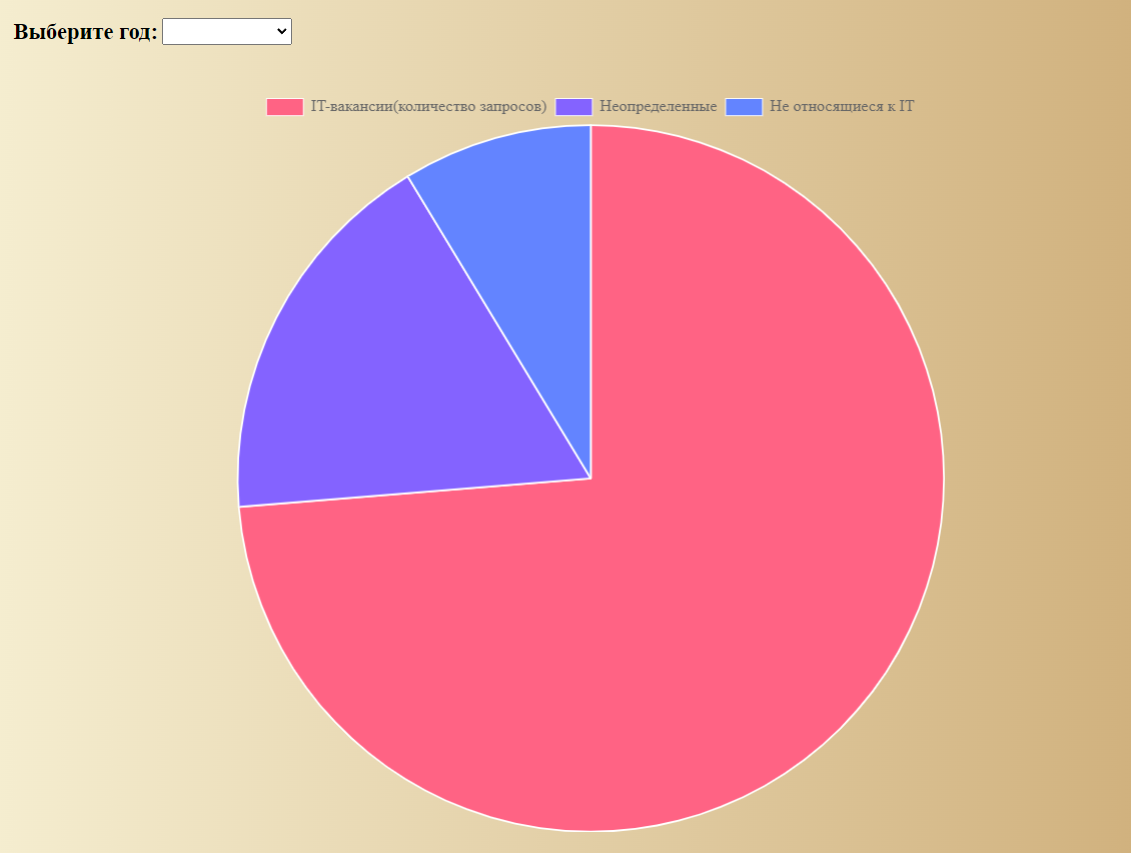 Выберите год:
IT-вакансии(количество запросов) Неопределенные Не относящиеся к IT